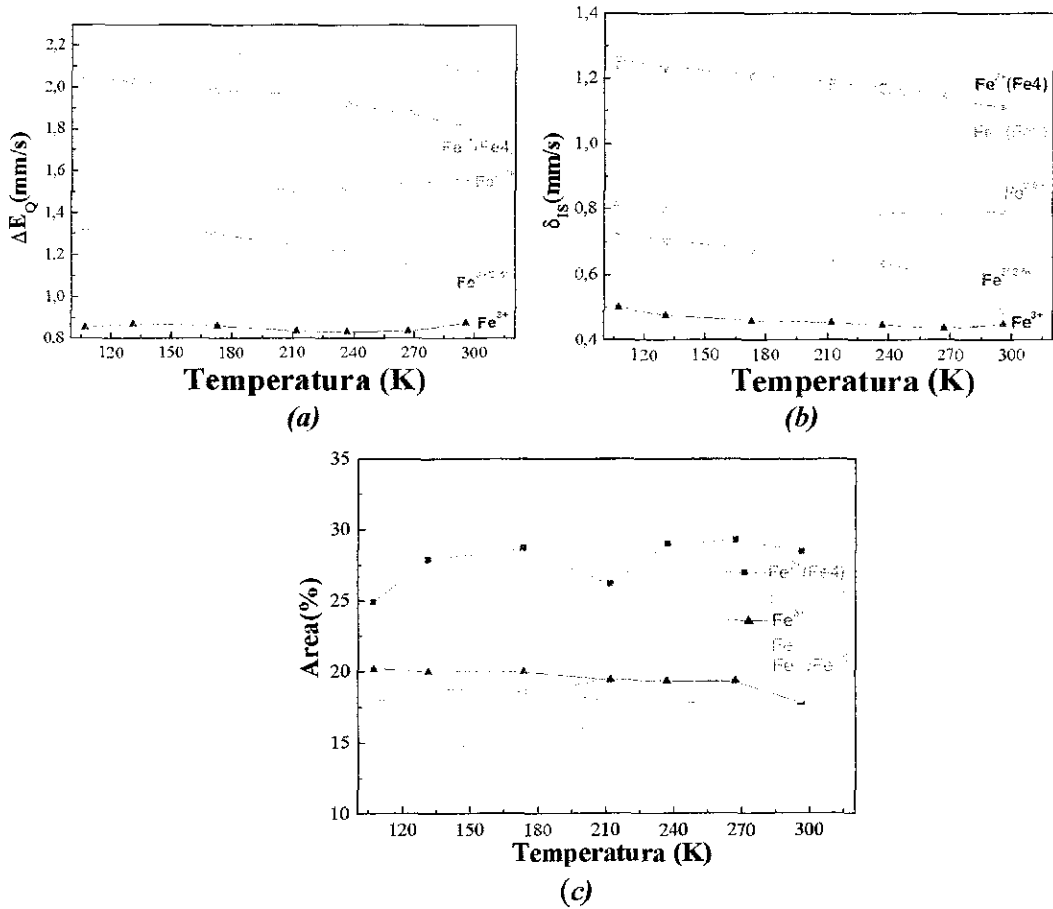 2,2
2,0
1,8
1,6
1,4
1,2
1,0
0,8
ΔE_Q(mm/s)
Fe³⁺
120 150 180 210 240 270 300
Temperatura (K)
(a)
1,4
1,2
1,0
0,8
0,6
0,4
δ_IS(mm/s)
Fe²⁺(Fe4)
Fe³⁺
120 150 180 210 240 270 300
Temperatura (K)
(b)
35
30
25
20
15
10
Area(%)
Fe²⁺(Fe4)
Fe³⁺
Fe
120 150 180 210 240 270 300
Temperatura (K)
(c)